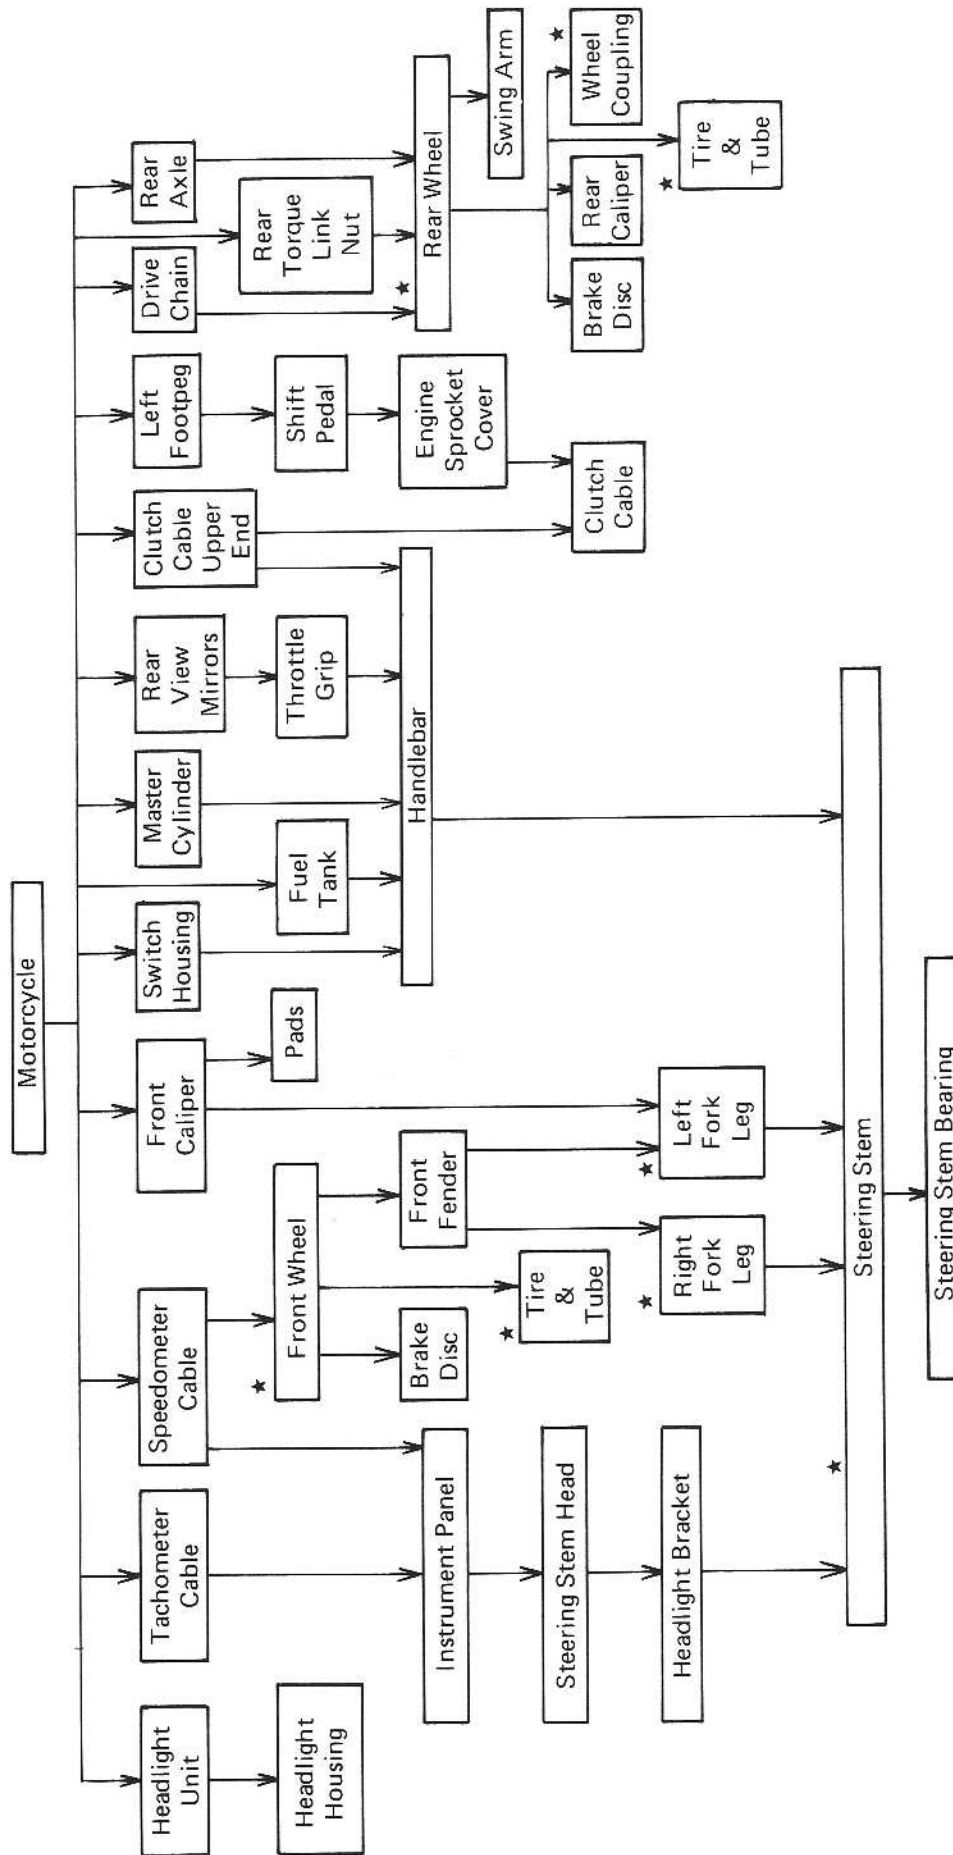 Motorcycle
Headlight
Unit
Tachometer
Cable
Speedometer
Cable
Front
Caliper
Switch
Housing
Master
Cylinder
Rear
View
Mirrors
Clutch
Cable
Upper
End
Left
Footpeg
Drive
Chain
Rear
Axle
Headlight
Housing
Front Wheel
Pads
Fuel
Tank
Throttle
Grip
Shift
Pedal
Rear
Torque
Link
Nut
Instrument Panel
Brake
Disc
Front
Fender
Handlebar
Engine
Sprocket
Cover
★
Rear Wheel
Steering Stem Head
★
Tire
&
Tube
Swing Arm
Clutch
Cable
Brake
Disc
Rear
Caliper
★
Wheel
Coupling
Headlight Bracket
★
Right
Fork
Leg
★
Left
Fork
Leg
★
Tire
&
Tube
★
Steering Stem
Steering Stem Bearing